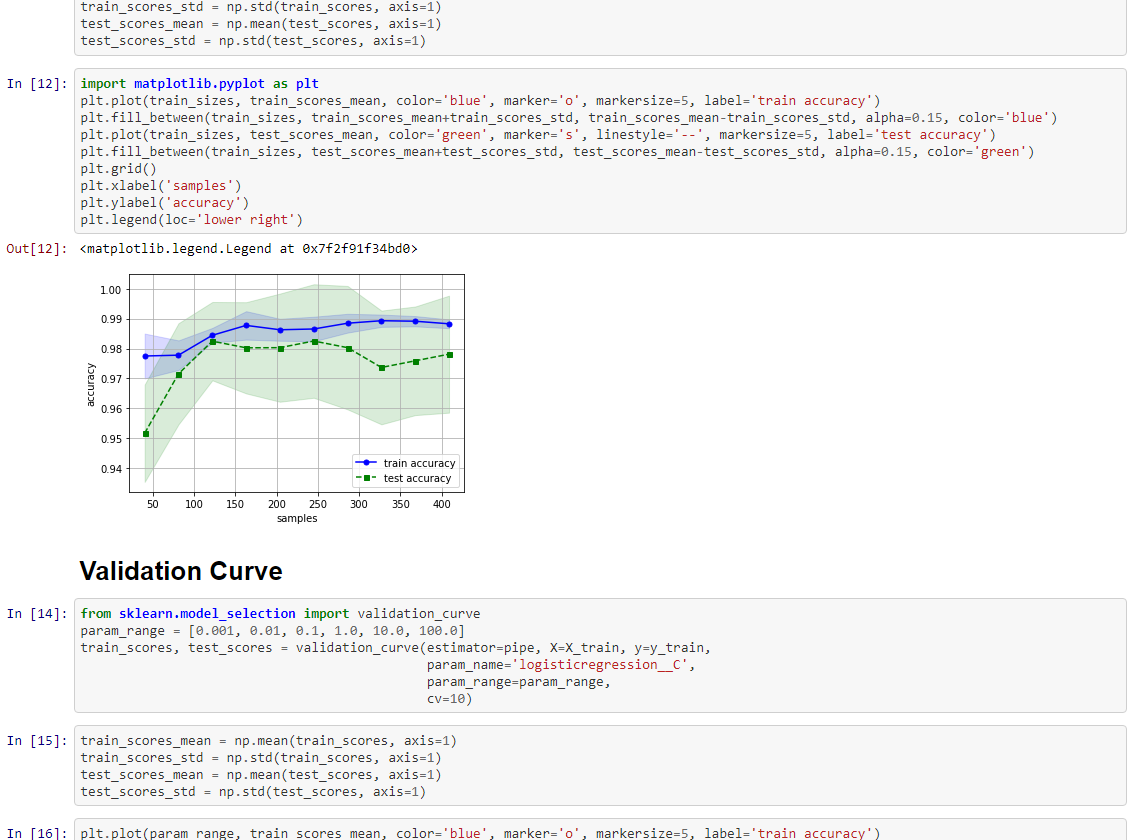 train_scores_std = np.std(train_scores, axis=1)
test_scores_mean = np.mean(test_scores, axis=1)
test_scores_std = np.std(test_scores, axis=1)
In [12]: import matplotlib.pyplot as plt
plt.plot(train_sizes, train_scores_mean, color='blue', marker='o', markersize=5, label='train accuracy')
plt.fill_between(train_sizes, train_scores_mean+train_scores_std, train_scores_mean-train_scores_std, alpha=0.15, color='blue')
plt.plot(train_sizes, test_scores_mean, color='green', marker='s', linestyle='--', markersize=5, label='test accuracy')
plt.fill_between(train_sizes, test_scores_mean+test_scores_std, test_scores_mean-test_scores_std, alpha=0.15, color='green')
plt.grid()
plt.xlabel('samples')
plt.ylabel('accuracy')
plt.legend(loc='lower right')
Out[12]: <matplotlib.legend.Legend at 0x7f2f91f34bd0>
1.00
0.99
0.98
0.97
0.96
0.95
0.94
accuracy
train accuracy
test accuracy
50 100 150 200 250 300 350 400
samples
Validation Curve
In [14]: from sklearn.model_selection import validation_curve
param_range = [0.001, 0.01, 0.1, 1.0, 10.0, 100.0]
train_scores, test_scores = validation_curve(estimator=pipe, X=X_train, y=y_train,
param_name='logisticregression__C',
param_range=param_range,
cv=10)
In [15]: train_scores_mean = np.mean(train_scores, axis=1)
train_scores_std = np.std(train_scores, axis=1)
test_scores_mean = np.mean(test_scores, axis=1)
test_scores_std = np.std(test_scores, axis=1)
In [16]: plt.plot(param_range, train_scores_mean, color='blue', marker='o', markersize=5, label='train accuracy')